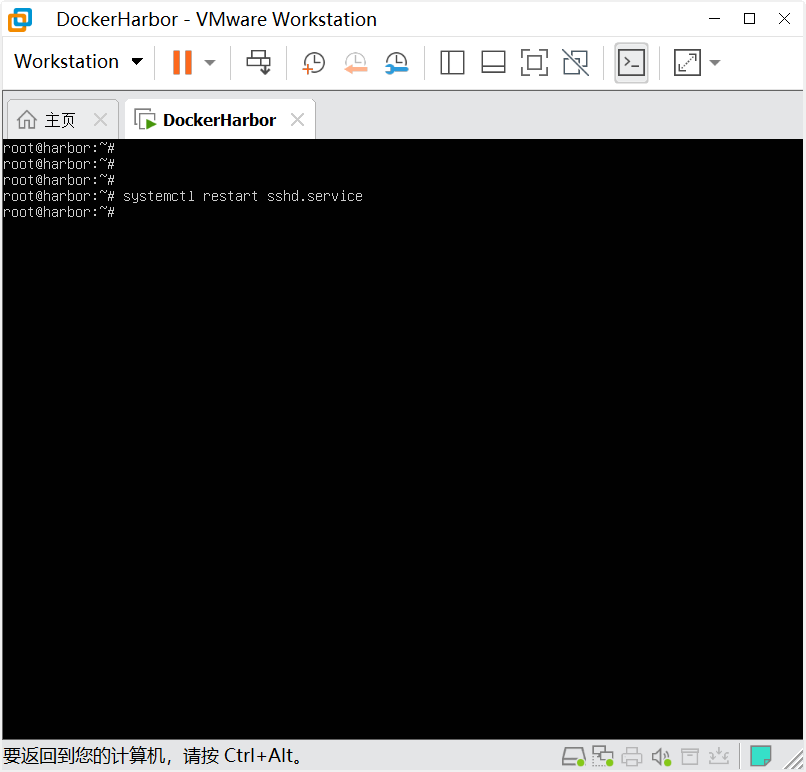 DockerHarbor - VMware Workstation
Workstation
主页
DockerHarbor
root@harbor:~#
root@harbor:~#
root@harbor:~#
root@harbor:~# systemctl restart sshd.service
root@harbor:~#
要返回到您的计算机，请按 Ctrl+Alt。